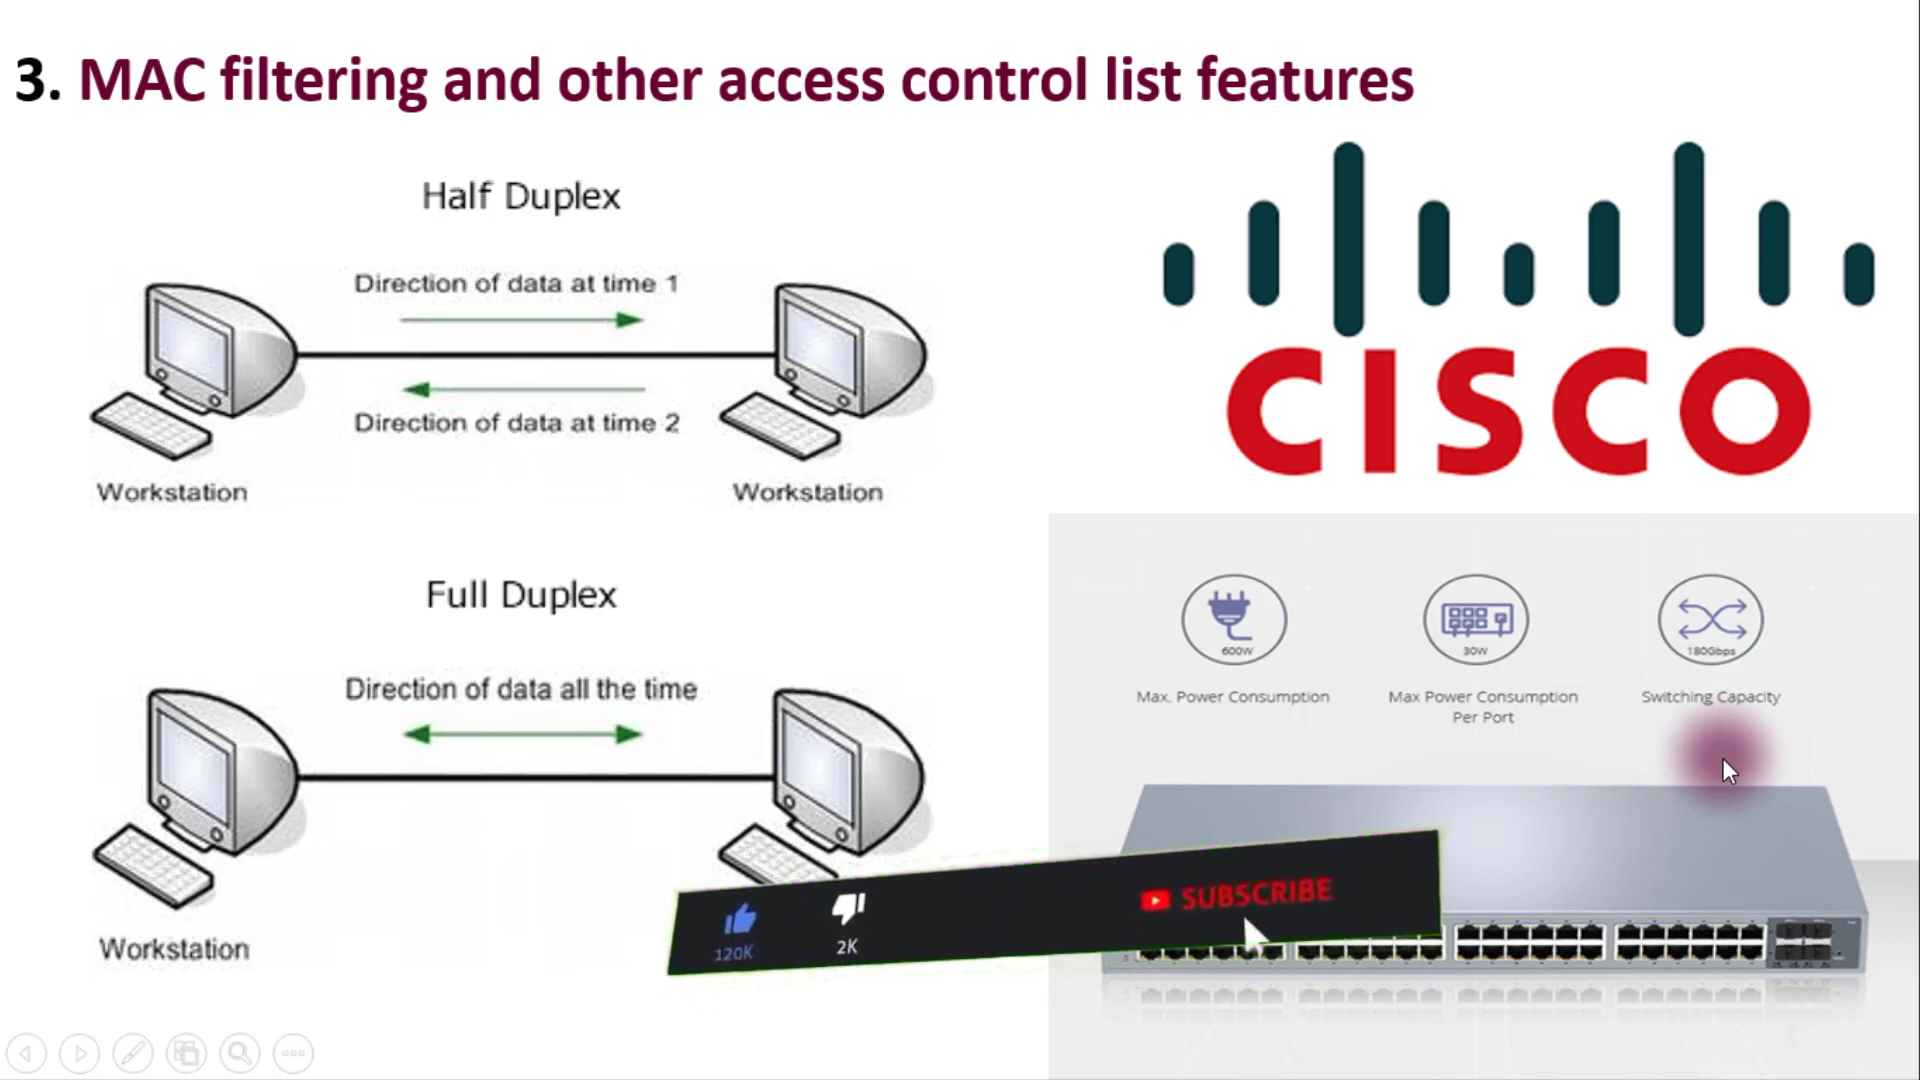 3. MAC filtering and other access control list features
Half Duplex
Direction of data at time 1
Direction of data at time 2
Workstation
Workstation
CISCO
Full Duplex
Direction of data all the time
Workstation
600W
30W
180Gbps
Max. Power Consumption
Max Power Consumption
Per Port
Switching Capacity
120K
2K
SUBSCRIBE